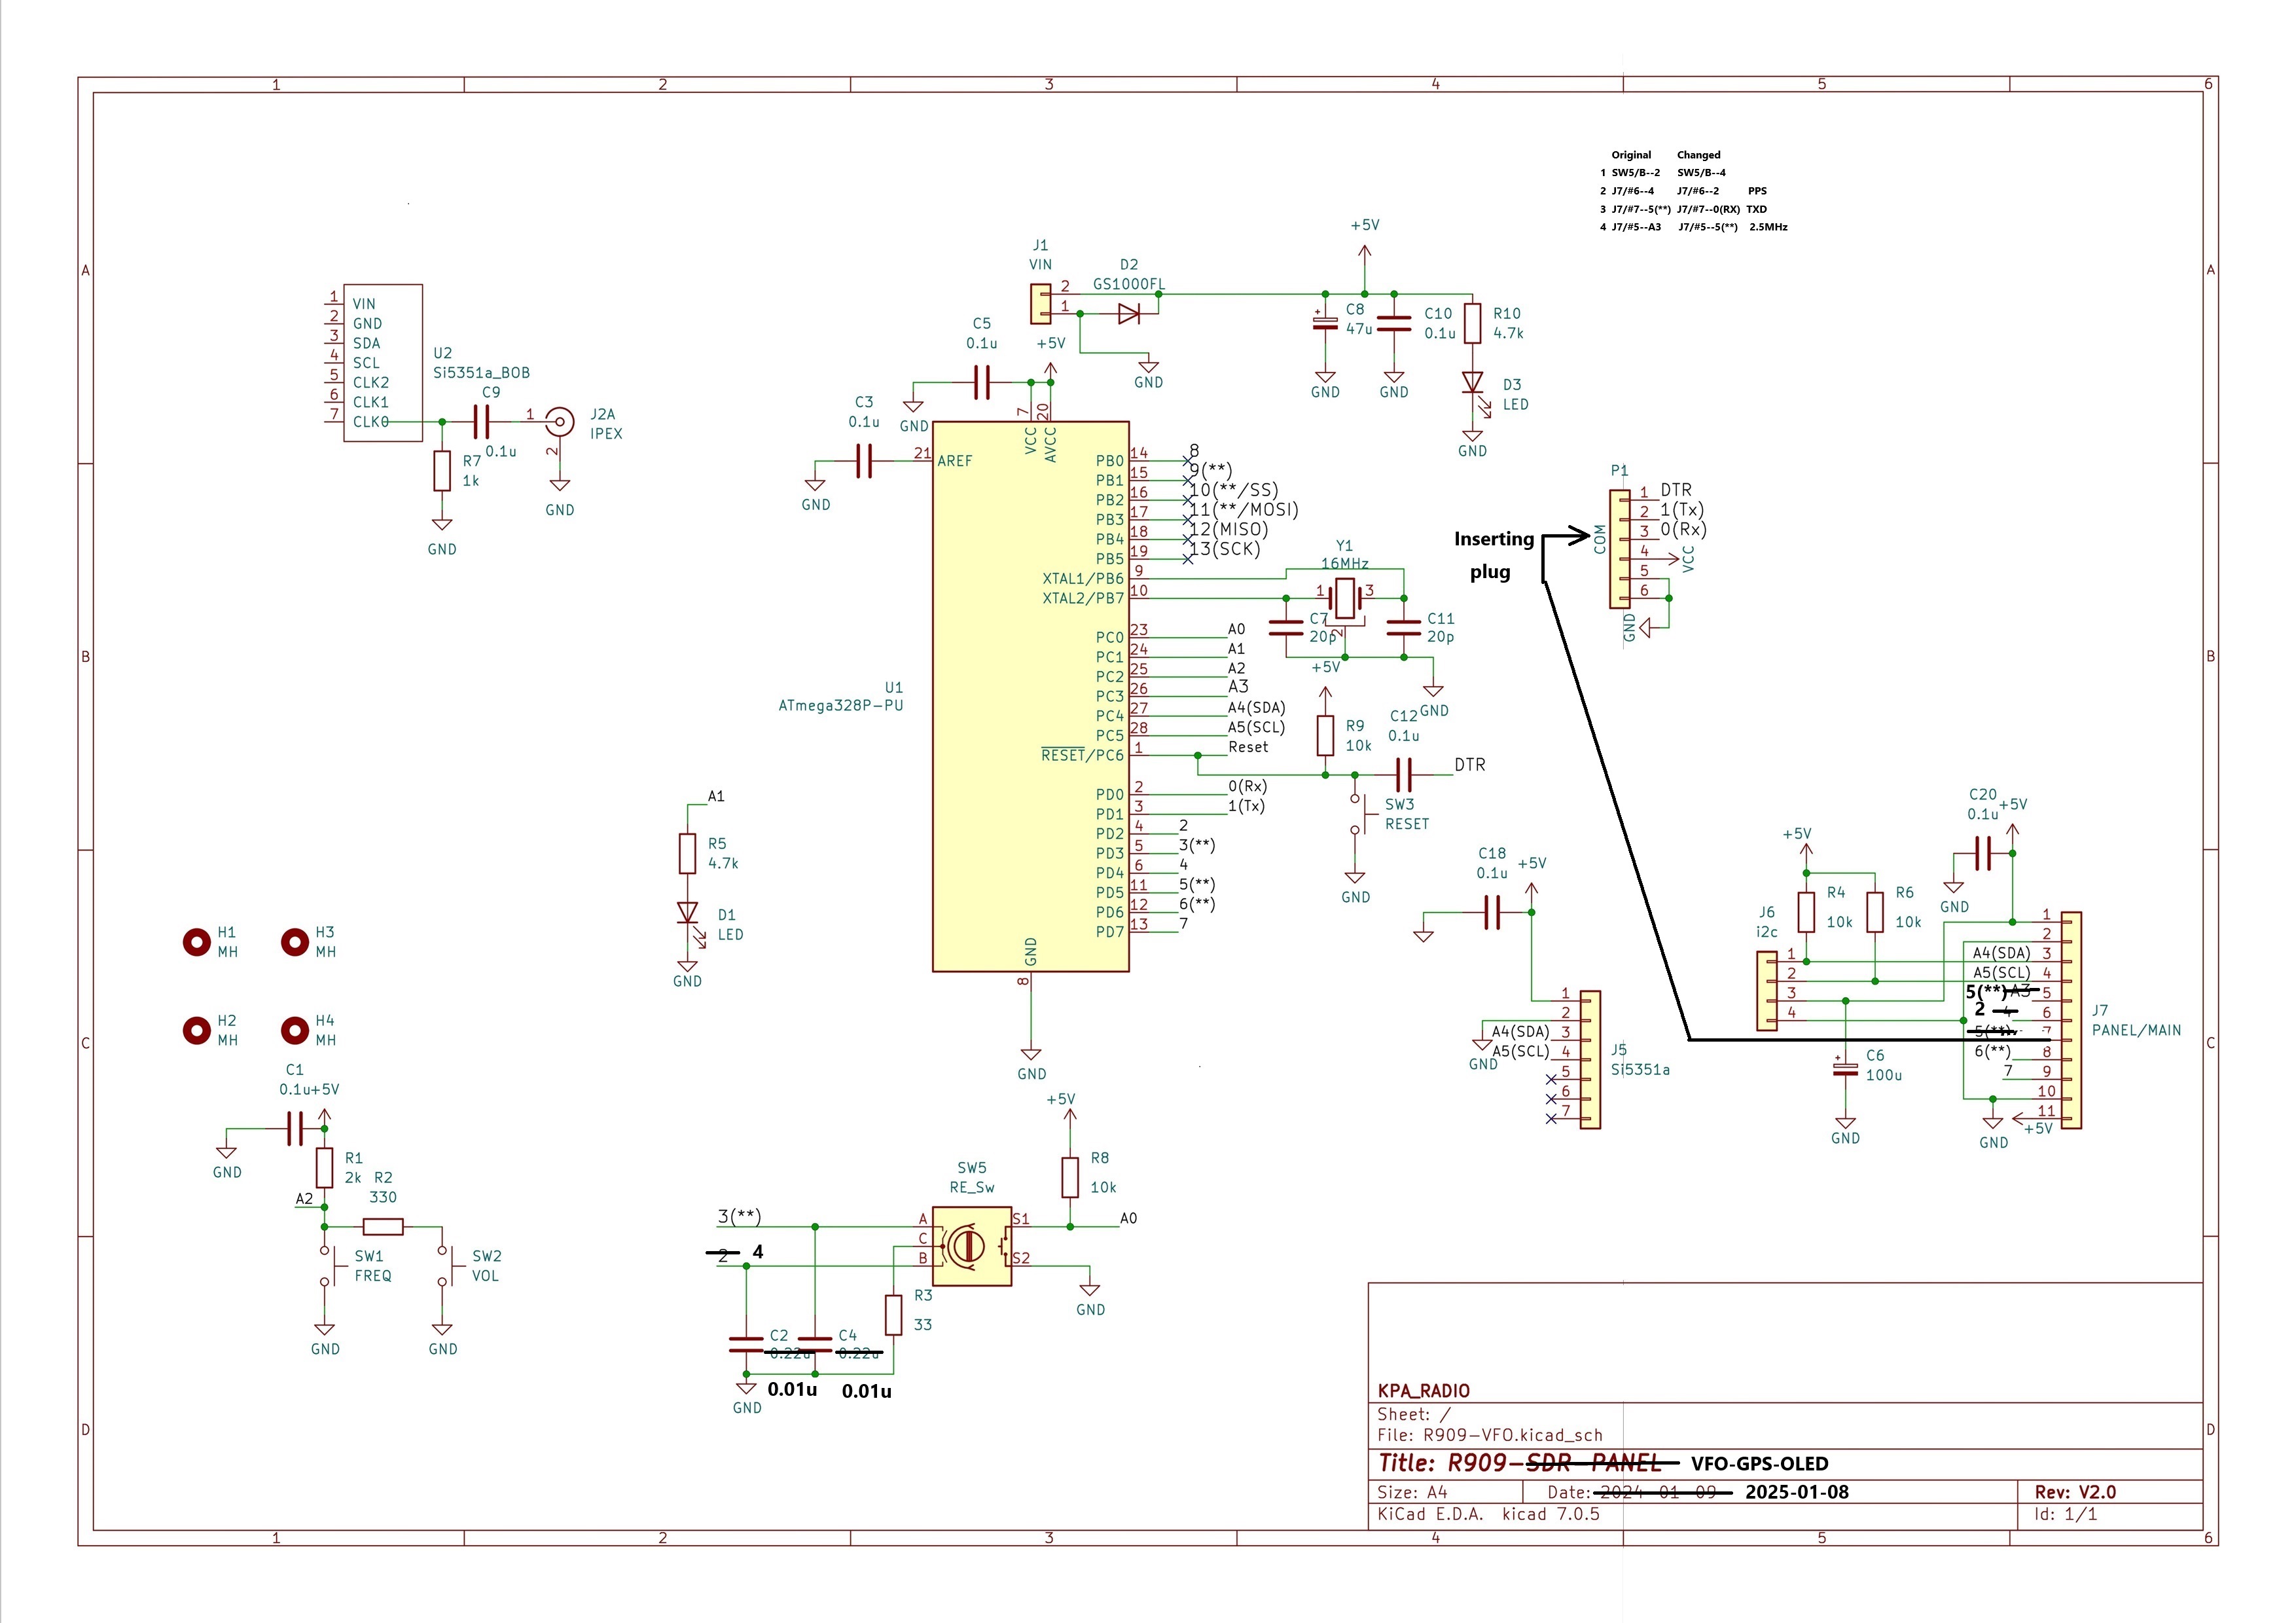 1 2 3 4 5 6
Original Changed
1 SW5/B--2 SW5/B--4
2 J7/#6--4 J7/#6--2 PPS
3 J7/#7--5(**) J7/#7--0(RX) TXD
4 J7/#5--A3 J7/#5--5(**) 2.5MHz
A
A
1 VIN
2 GND
3 SDA
4 SCL
5 CLK2
6 CLK1
7 CLK0
U2
Si5351a_BOB
C9
0.1u
1
2
J2A
IPEX
R7
1k
GND
GND
J1
VIN
2
1
D2
GS1000FL
GND
+5V
C8
47u
GND
C10
0.1u
GND
R10
4.7k
D3
LED
GND
C5
0.1u
+5V
GND
C3
0.1u
GND
U1
ATmega328P-PU
7 VCC
20 AVCC
21 AREF
PB0 14 8
PB1 15 9(**)
PB2 16 10(**/SS)
PB3 17 11(**/MOSI)
PB4 18 12(MISO)
PB5 19 13(SCK)
XTAL1/PB6 9
XTAL2/PB7 10
PC0 23 A0
PC1 24 A1
PC2 25 A2
PC3 26 A3
PC4 27 A4(SDA)
PC5 28 A5(SCL)
RESET/PC6 1 Reset
PD0 2 0(Rx)
PD1 3 1(Tx)
PD2 4 2
PD3 5 3(**)
PD4 6 4
PD5 11 5(**)
PD6 12 6(**)
PD7 13 7
GND
8
GND
Y1
16MHz
1 3
2
C7
20p
C11
20p
GND
+5V
R9
10k
C12
0.1u
DTR
SW3
RESET
GND
P1
COM
1 DTR
2 1(Tx)
3 0(Rx)
4 VCC
5
6
GND
Inserting
plug
B
B
A1
R5
4.7k
D1
LED
GND
H1
MH
H3
MH
H2
MH
H4
MH
C18
0.1u
+5V
GND
1
2
A4(SDA) 3
A5(SCL) 4
5
6
7
J5
Si5351a
+5V
R4
10k
R6
10k
C20
0.1u
+5V
GND
J6
i2c
1
2
3
4
C6
100u
GND
1
2
A4(SDA) 3
A5(SCL) 4
5(**) A3 5
2 4 6
5(**) 7
6(**) 8
7 9
10
11
+5V
GND
J7
PANEL/MAIN
C
C
C1
0.1u
+5V
GND
R1
2k
R2
330
A2
SW1
FREQ
GND
SW2
VOL
GND
SW5
RE_Sw
A
C
B
S1
S2
3(**)
2 4
+5V
R8
10k
A0
GND
R3
33
C2
0.22u
C4
0.22u
0.01u 0.01u
GND
D
D
KPA_RADIO
Sheet: /
File: R909-VFO.kicad_sch
Title: R909-SDR-PANEL VFO-GPS-OLED
Size: A4 Date: 2024-01-09 2025-01-08 Rev: V2.0
KiCad E.D.A. kicad 7.0.5 Id: 1/1
1 2 3 4 5 6